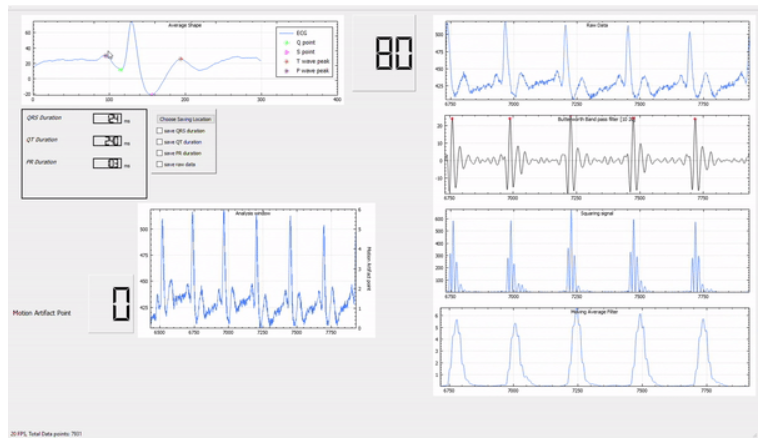 Average Shape
60
40
20
0
-20
0
100
200
300
400
ECG
Q point
S point
T wave peak
P wave peak
80
QRS Duration
ms
QT Duration
ms
PR Duration
ms
Choose Saving Location
save QRS duration
save QT duration
save PR duration
save raw data
Analysis window
500
475
450
425
6500
6750
7000
7250
7500
7750
6
5
4
3
2
1
0
Motion Artifact point
Motion Artifact Point
0
Raw Data
500
475
450
425
6750
7000
7250
7500
7750
Butterworth Band pass filter [10 20]
20
10
0
-10
6750
7000
7250
7500
7750
Squaring signal
600
500
400
300
200
100
6750
7000
7250
7500
7750
Moving Average Filter
6
5
4
3
2
1
6750
7000
7250
7500
7750
20 FPS, Total Data points: 7931